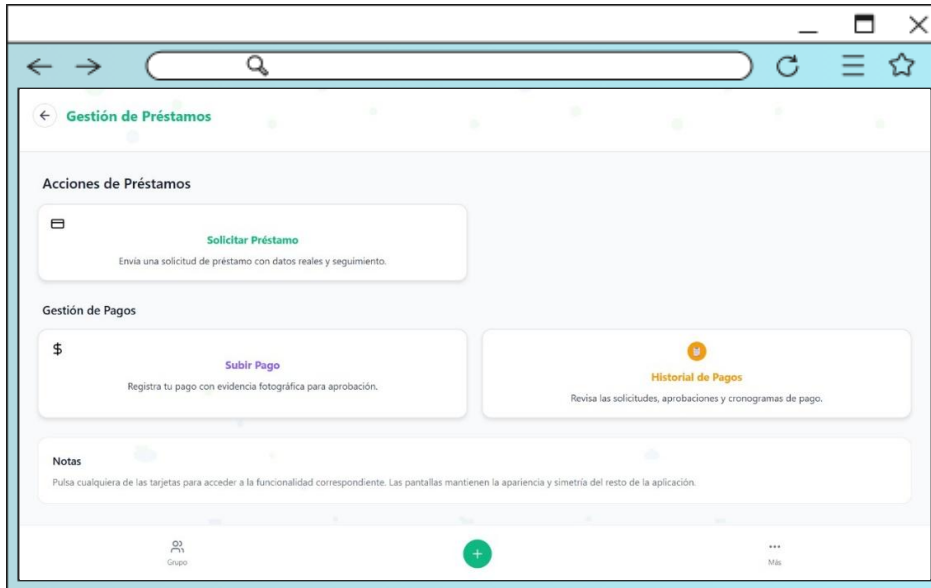 Gestión de Préstamos
Acciones de Préstamos
Solicitar Préstamo
Envía una solicitud de préstamo con datos reales y seguimiento.
Gestión de Pagos
$
Subir Pago
Registra tu pago con evidencia fotográfica para aprobación.
Historial de Pagos
Revisa las solicitudes, aprobaciones y cronogramas de pago.
Notas
Pulsa cualquiera de las tarjetas para acceder a la funcionalidad correspondiente. Las pantallas mantienen la apariencia y simetría del resto de la aplicación.
Grupo
Más